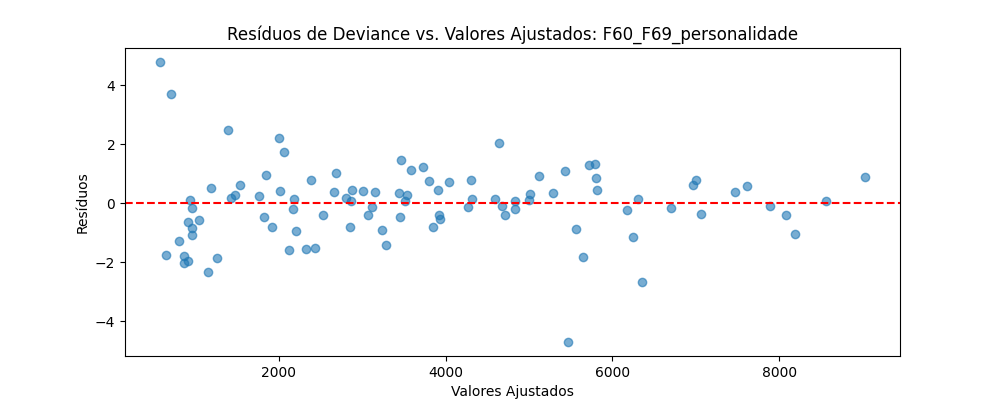 Resíduos de Deviance vs. Valores Ajustados: F60_F69_personalidade
Resíduos
4
2
0
−2
−4
2000 4000 6000 8000
Valores Ajustados